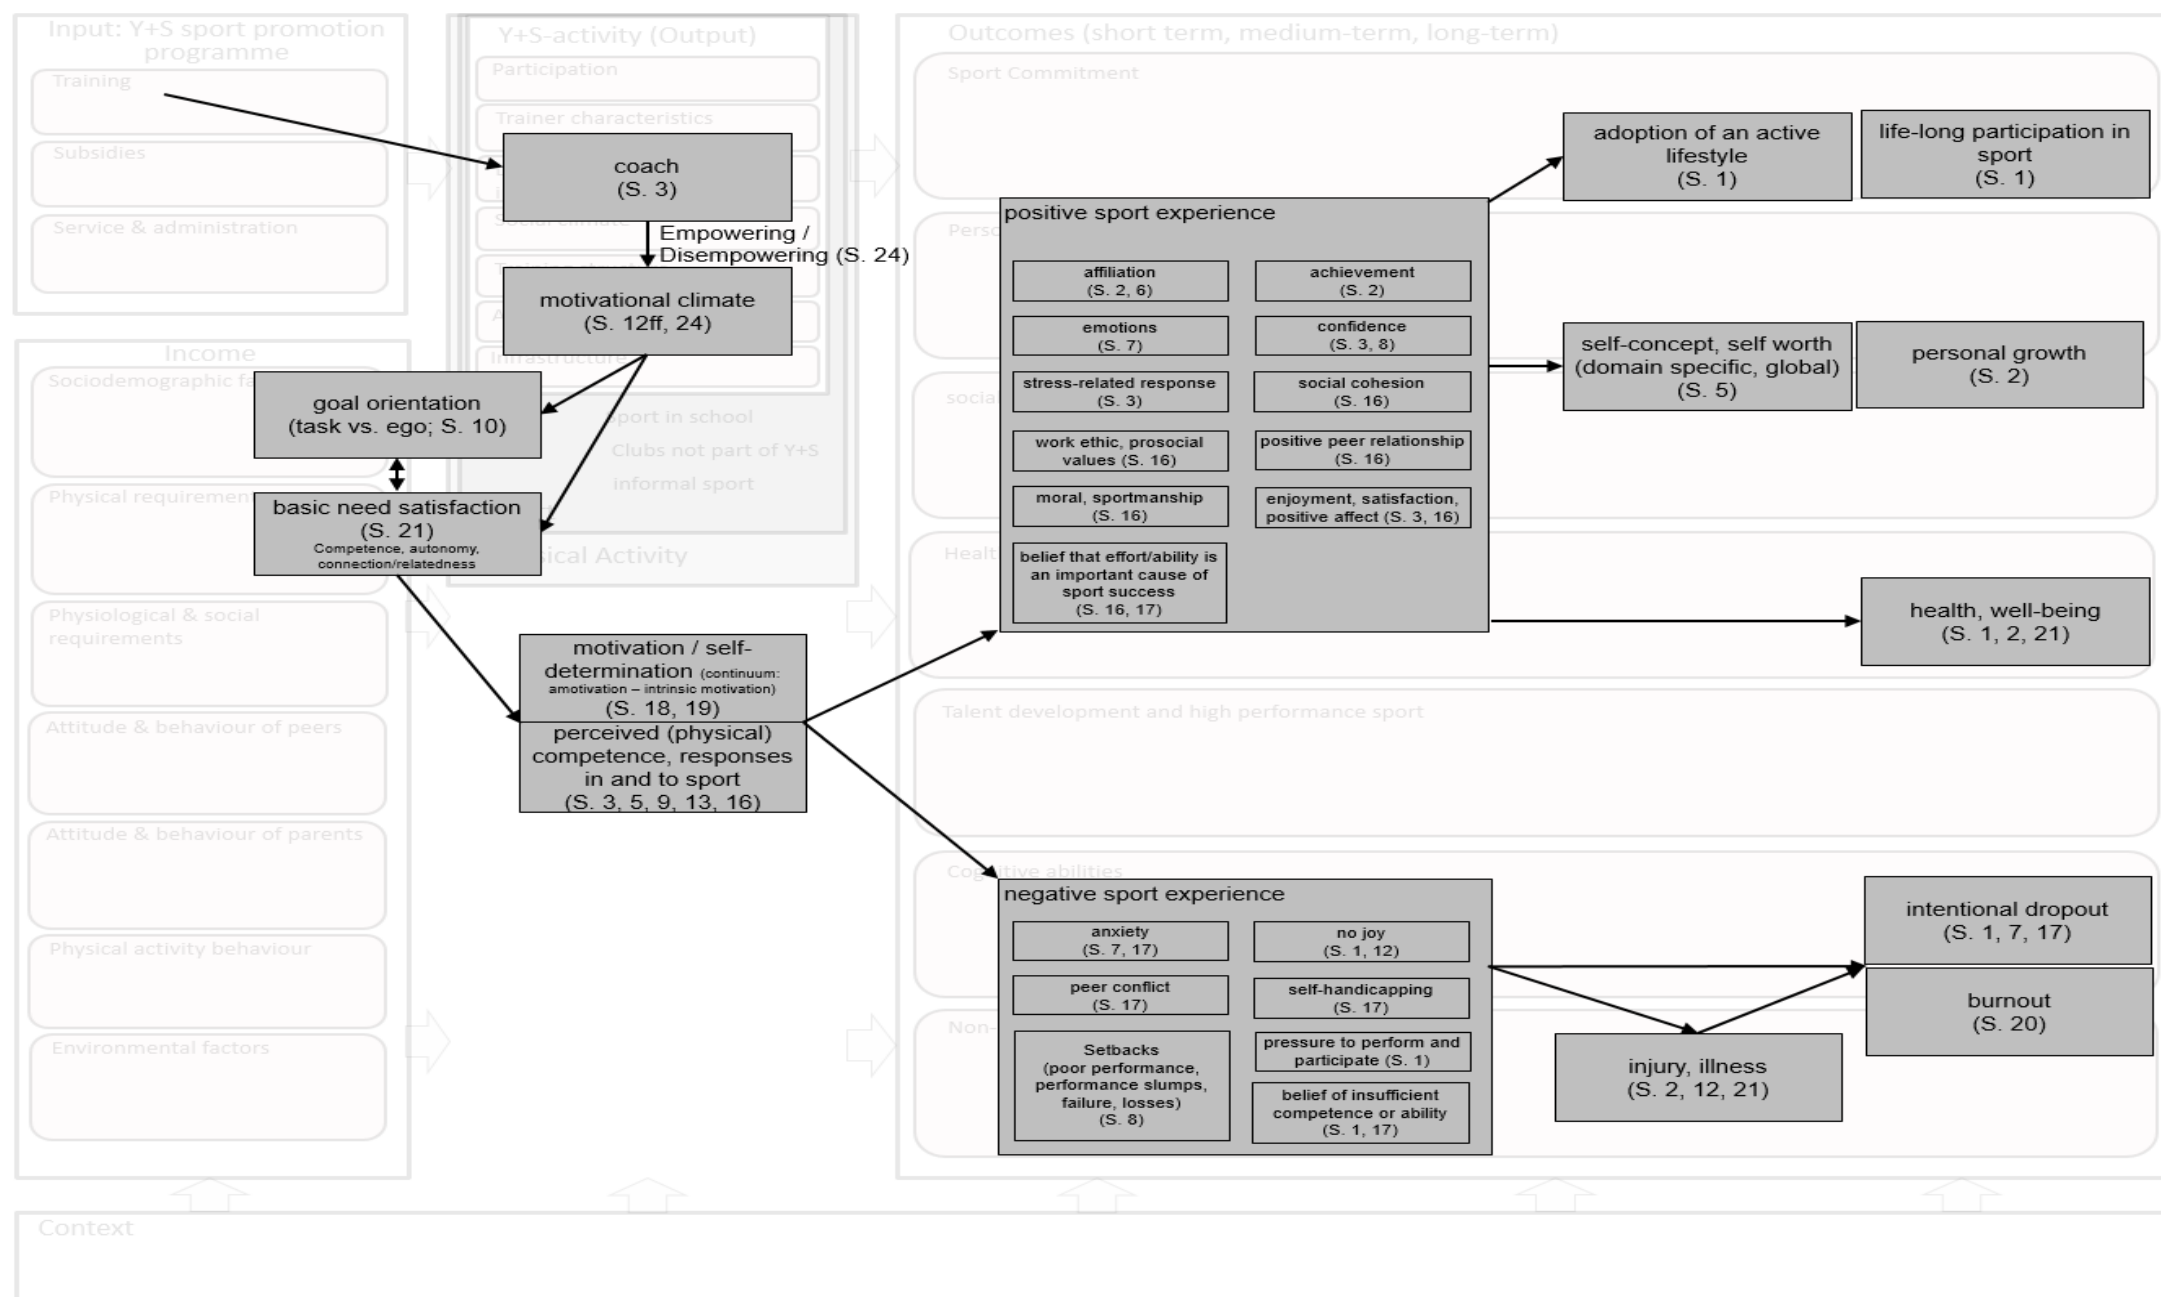 Input: Y+S sport promotion
programme
Training
Subsidies
Service & administration
Income
Sociodemographic
Physical
Physiological & social
requirements
Attitude & behaviour of peers
Attitude & behaviour of parents
Physical activity behaviour
Environmental factors
Y+S-activity (Output)
Participation
Trainer characteristics
coach
(S. 3)
Empowering /
Disempowering (S. 24)
motivational climate
(S. 12ff, 24)
Infrastructure
goal orientation
(task vs. ego; S. 10)
basic need satisfaction
(S. 21)
Competence, autonomy,
connection/relatedness
sport in school
Clubs not part of Y+S
informal sport
Activity
motivation / self-
determination (continuum:
amotivation – intrinsic motivation)
(S. 18, 19)
perceived (physical)
competence, responses
in and to sport
(S. 3, 5, 9, 13, 16)
Outcomes (short term, medium-term, long-term)
Sport Commitment
social
Talent development and high performance sport
Cognitive abilities
positive sport experience
affiliation
(S. 2, 6)
achievement
(S. 2)
emotions
(S. 7)
confidence
(S. 3, 8)
stress-related response
(S. 3)
social cohesion
(S. 16)
work ethic, prosocial
values (S. 16)
positive peer relationship
(S. 16)
moral, sportmanship
(S. 16)
enjoyment, satisfaction,
positive affect (S. 3, 16)
belief that effort/ability is
an important cause of
sport success
(S. 16, 17)
adoption of an active
lifestyle
(S. 1)
life-long participation in
sport
(S. 1)
self-concept, self worth
(domain specific, global)
(S. 5)
personal growth
(S. 2)
health, well-being
(S. 1, 2, 21)
negative sport experience
anxiety
(S. 7, 17)
no joy
(S. 1, 12)
peer conflict
(S. 17)
self-handicapping
(S. 17)
Setbacks
(poor performance,
performance slumps,
failure, losses)
(S. 8)
pressure to perform and
participate (S. 1)
belief of insufficient
competence or ability
(S. 1, 17)
intentional dropout
(S. 1, 7, 17)
burnout
(S. 20)
injury, illness
(S. 2, 12, 21)
Context